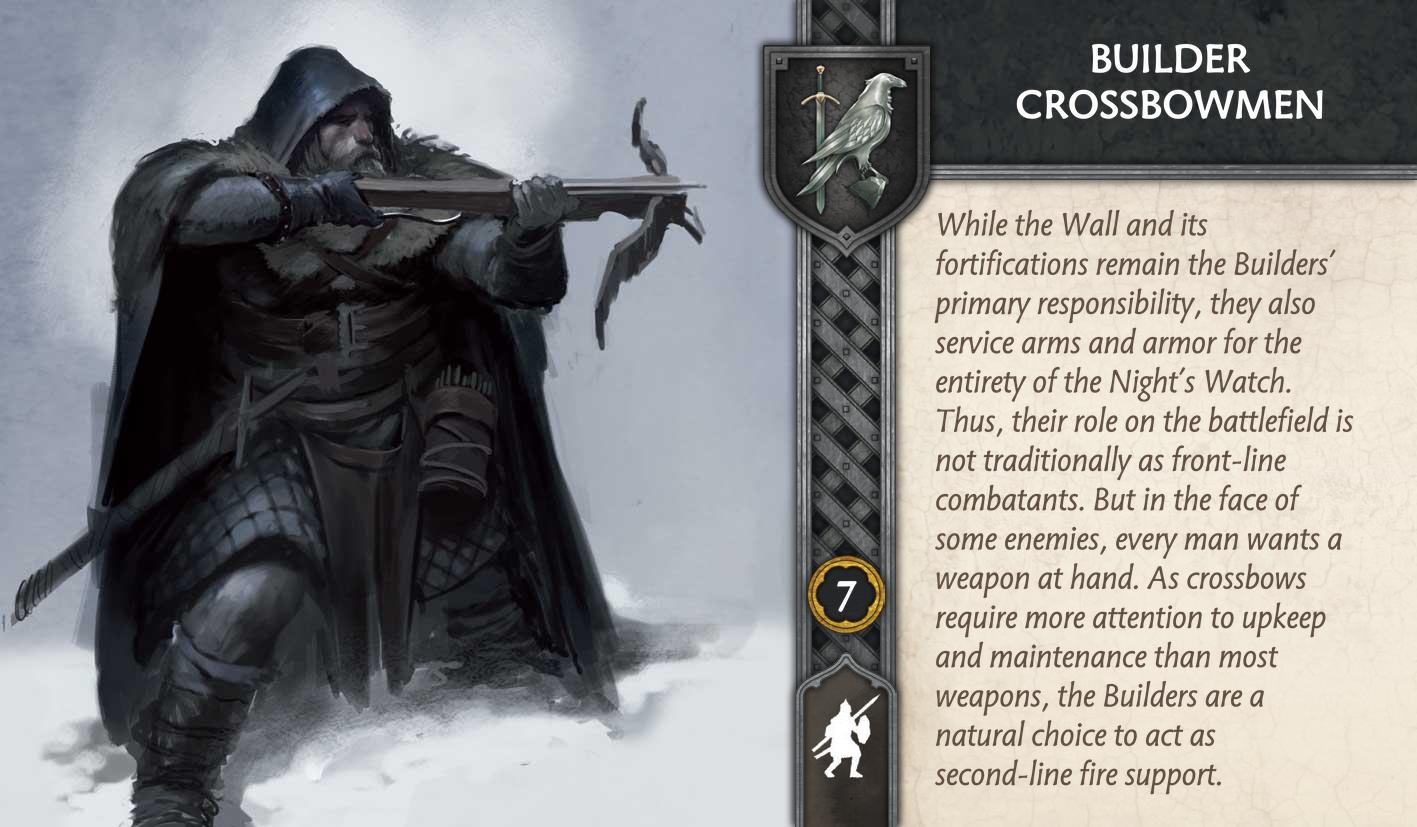 BUILDER
CROSSBOWMEN
While the Wall and its
fortifications remain the Builders’
primary responsibility, they also
service arms and armor for the
entirety of the Night’s Watch.
Thus, their role on the battlefield is
not traditionally as front-line
combatants. But in the face of
some enemies, every man wants a
weapon at hand. As crossbows
require more attention to upkeep
and maintenance than most
weapons, the Builders are a
natural choice to act as
second-line fire support.
7